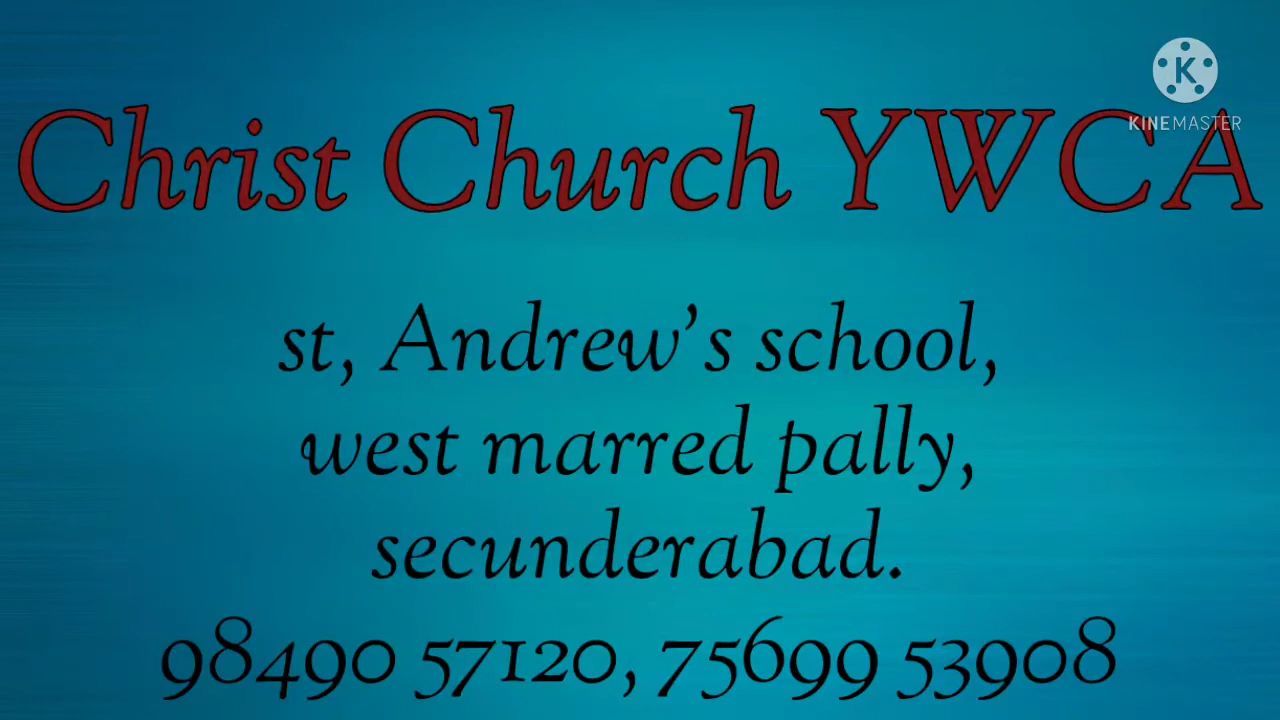 K
KINEMASTER
Christ Church YWCA
st, Andrew's school,
west marred pally,
secunderabad.
98490 57120, 75699 53908